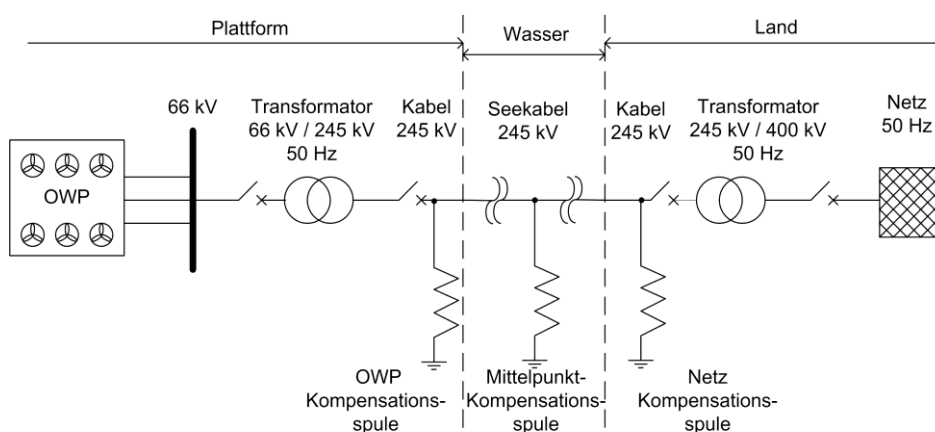 Plattform
Wasser
Land
66 kV
Transformator
66 kV / 245 kV
50 Hz
Kabel
245 kV
Seekabel
245 kV
Kabel
245 kV
Transformator
245 kV / 400 kV
50 Hz
Netz
50 Hz
OWP
OWP
Kompensations-
spule
Mittelpunkt-
Kompensations-
spule
Netz
Kompensations-
spule